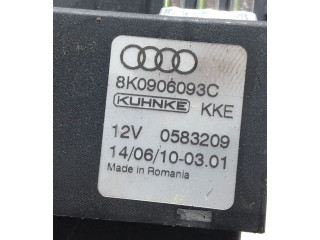 8K0906093C
KUHNKE KKE
12V 0583209
14/06/10-03.01
Made in Romania